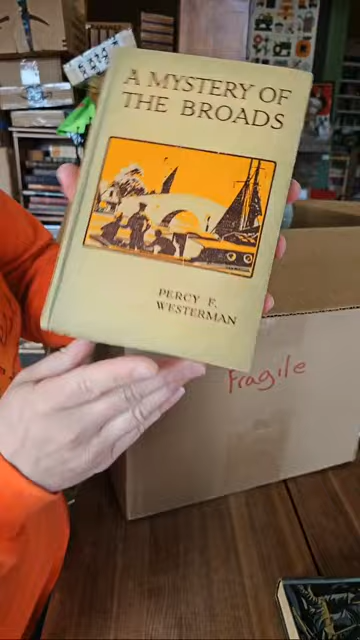 A MYSTERY OF
THE BROADS
PERCY F.
WESTERMAN
fragile